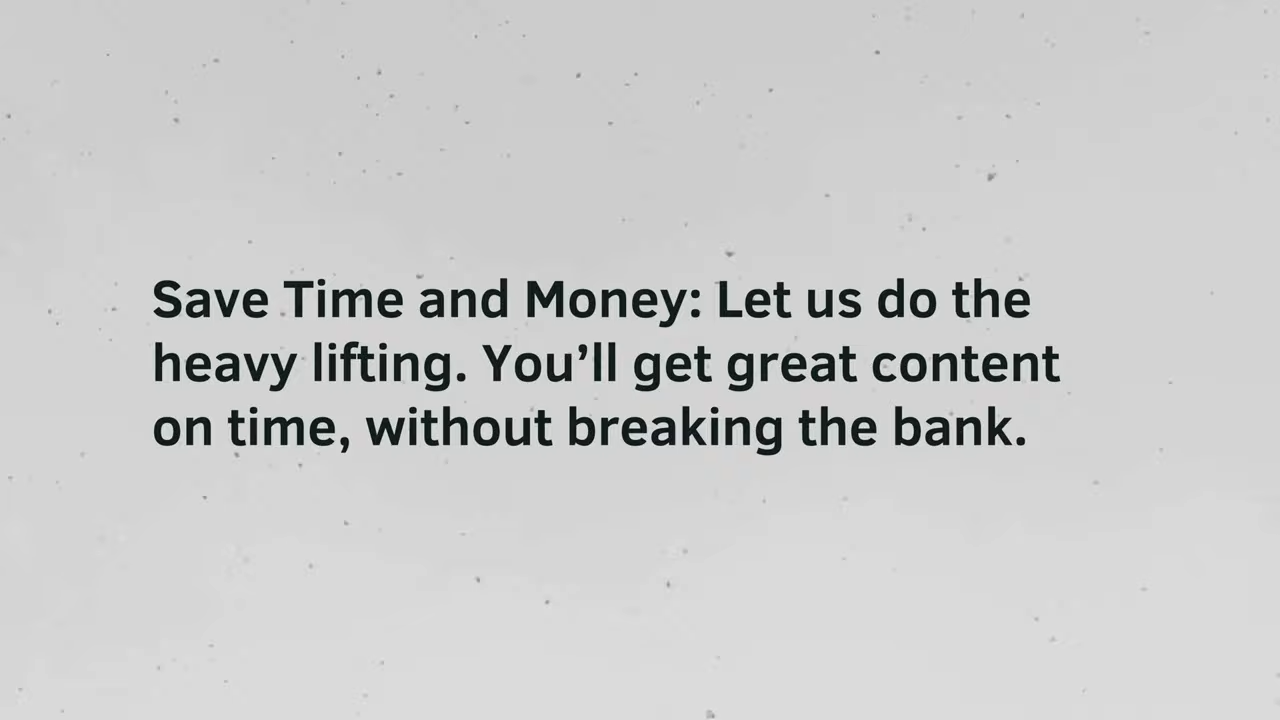 Save Time and Money: Let us do the
heavy lifting. You’ll get great content
on time, without breaking the bank.